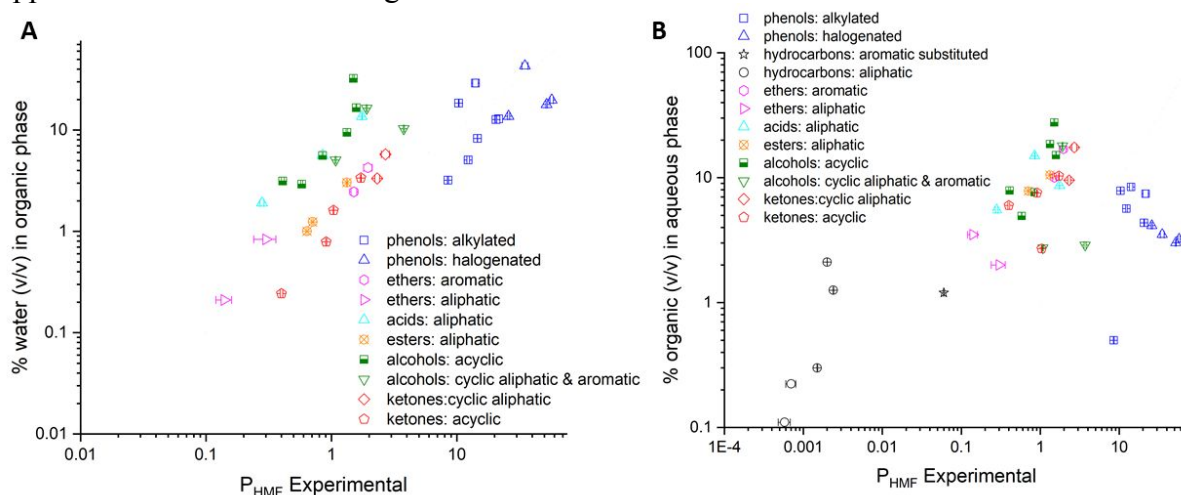 A
% water (v/v) in organic phase
10
1
0.1
0.01
0.01
0.1
1
10
P_HMF Experimental
phenols: alkylated
phenols: halogenated
ethers: aromatic
ethers: aliphatic
acids: aliphatic
esters: aliphatic
alcohols: acyclic
alcohols: cyclic aliphatic & aromatic
ketones:cyclic aliphatic
ketones: acyclic
B
phenols: alkylated
phenols: halogenated
hydrocarbons: aromatic substituted
hydrocarbons: aliphatic
ethers: aromatic
ethers: aliphatic
acids: aliphatic
esters: aliphatic
alcohols: acyclic
alcohols: cyclic aliphatic & aromatic
ketones:cyclic aliphatic
ketones: acyclic
% organic (v/v) in aqueous phase
100
10
1
0.1
1E-4
0.001
0.01
0.1
1
10
P_HMF Experimental